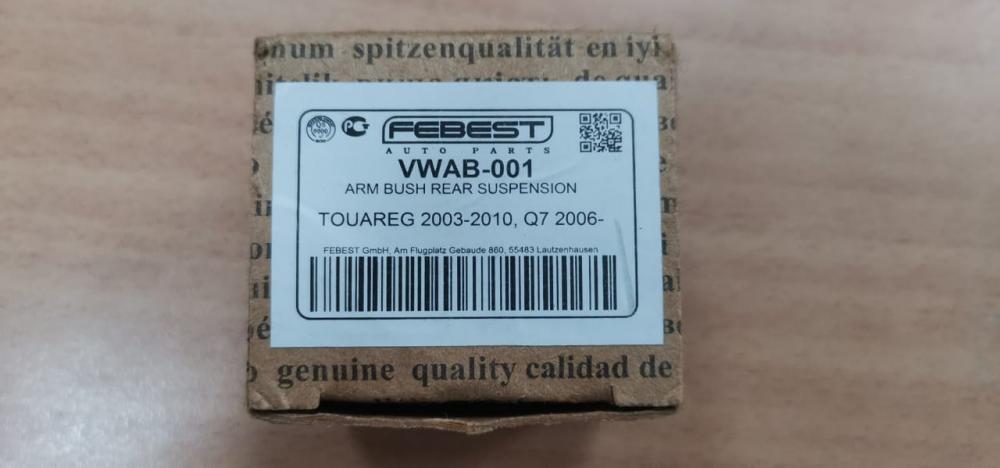 num spitzenqualität en iyi
FEBEST
AUTO PARTS
VWAB-001
ARM BUSH REAR SUSPENSION
TOUAREG 2003-2010, Q7 2006-
FEBEST GmbH, Am Flugplatz Gebaude 860, 55483 Lautzenhausen
genuine quality calidad de